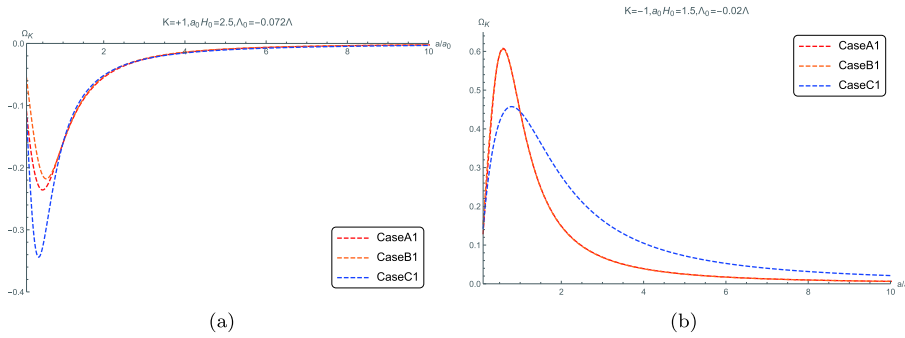 K=+1,a₀H₀=2.5,Λ₀=−0.072Λ
Ω_K
0.0
2
4
6
8
10
a/a₀
−0.1
−0.2
−0.3
−0.4
CaseA1
CaseB1
CaseC1
(a)
K=−1,a₀H₀=1.5,Λ₀=−0.02Λ
Ω_K
0.6
0.5
0.4
0.3
0.2
0.1
0.0
2
4
6
8
10
a/a
CaseA1
CaseB1
CaseC1
(b)